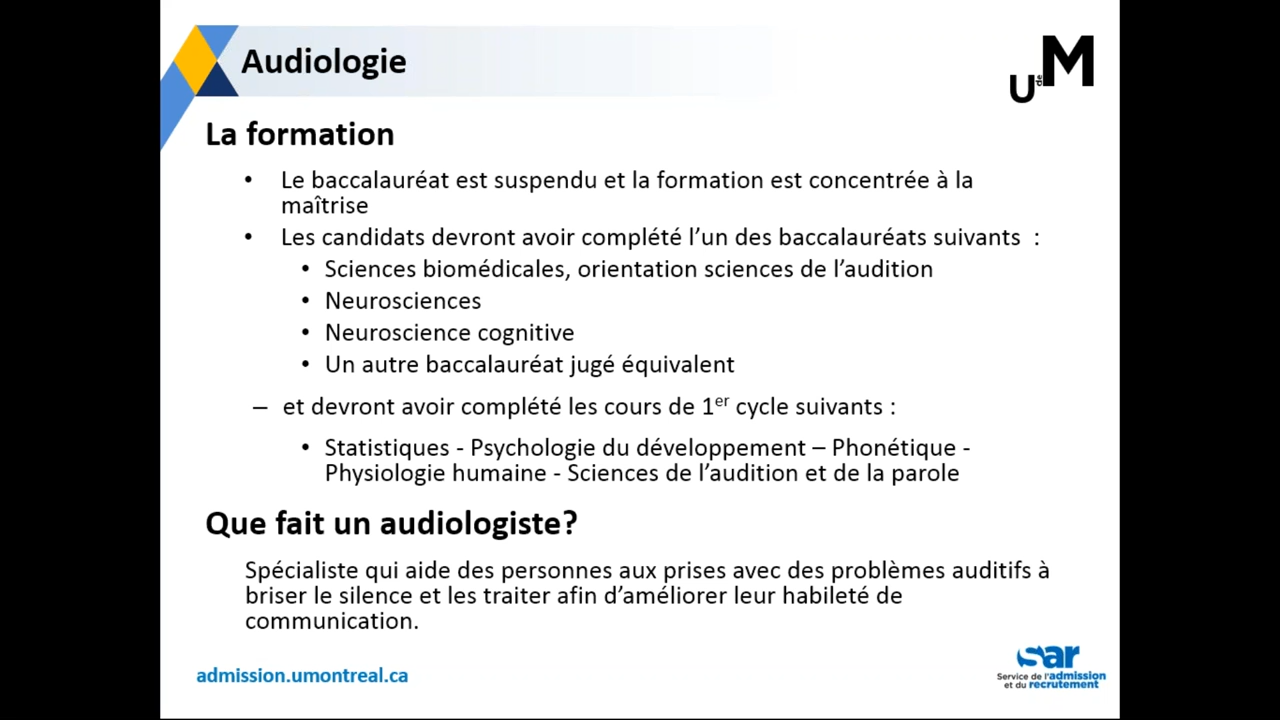 Audiologie
U de M
La formation
• Le baccalauréat est suspendu et la formation est concentrée à la
maîtrise
• Les candidats devront avoir complété l’un des baccalauréats suivants :
• Sciences biomédicales, orientation sciences de l’audition
• Neurosciences
• Neuroscience cognitive
• Un autre baccalauréat jugé équivalent
– et devront avoir complété les cours de 1er cycle suivants :
• Statistiques - Psychologie du développement – Phonétique -
Physiologie humaine - Sciences de l’audition et de la parole
Que fait un audiologiste?
Spécialiste qui aide des personnes aux prises avec des problèmes auditifs à
briser le silence et les traiter afin d’améliorer leur habileté de
communication.
admission.umontreal.ca
sar
Service de l'admission
et du recrutement